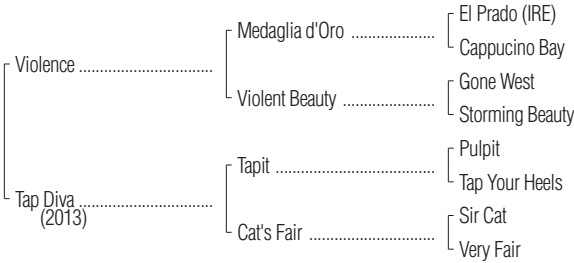 El Prado (IRE)
Medaglia d'Oro ....................
Cappucino Bay
Violence ................................
Gone West
Violent Beauty ......................
Storming Beauty
Pulpit
Tapit ......................................
Tap Your Heels
Tap Diva ................................
(2013)
Sir Cat
Cat's Fair ..............................
Very Fair